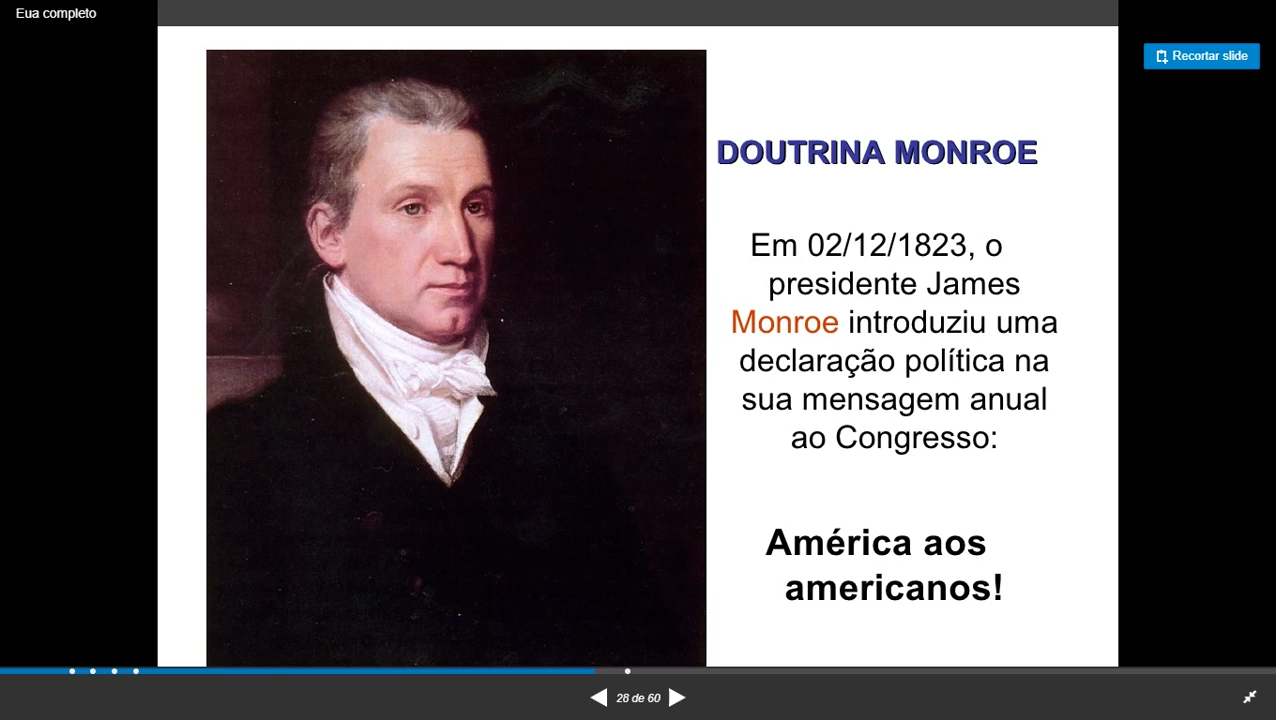 Eua completo
Recortar slide
DOUTRINA MONROE
Em 02/12/1823, o
presidente James
Monroe introduziu uma
declaração política na
sua mensagem anual
ao Congresso:
América aos
americanos!
28 de 60